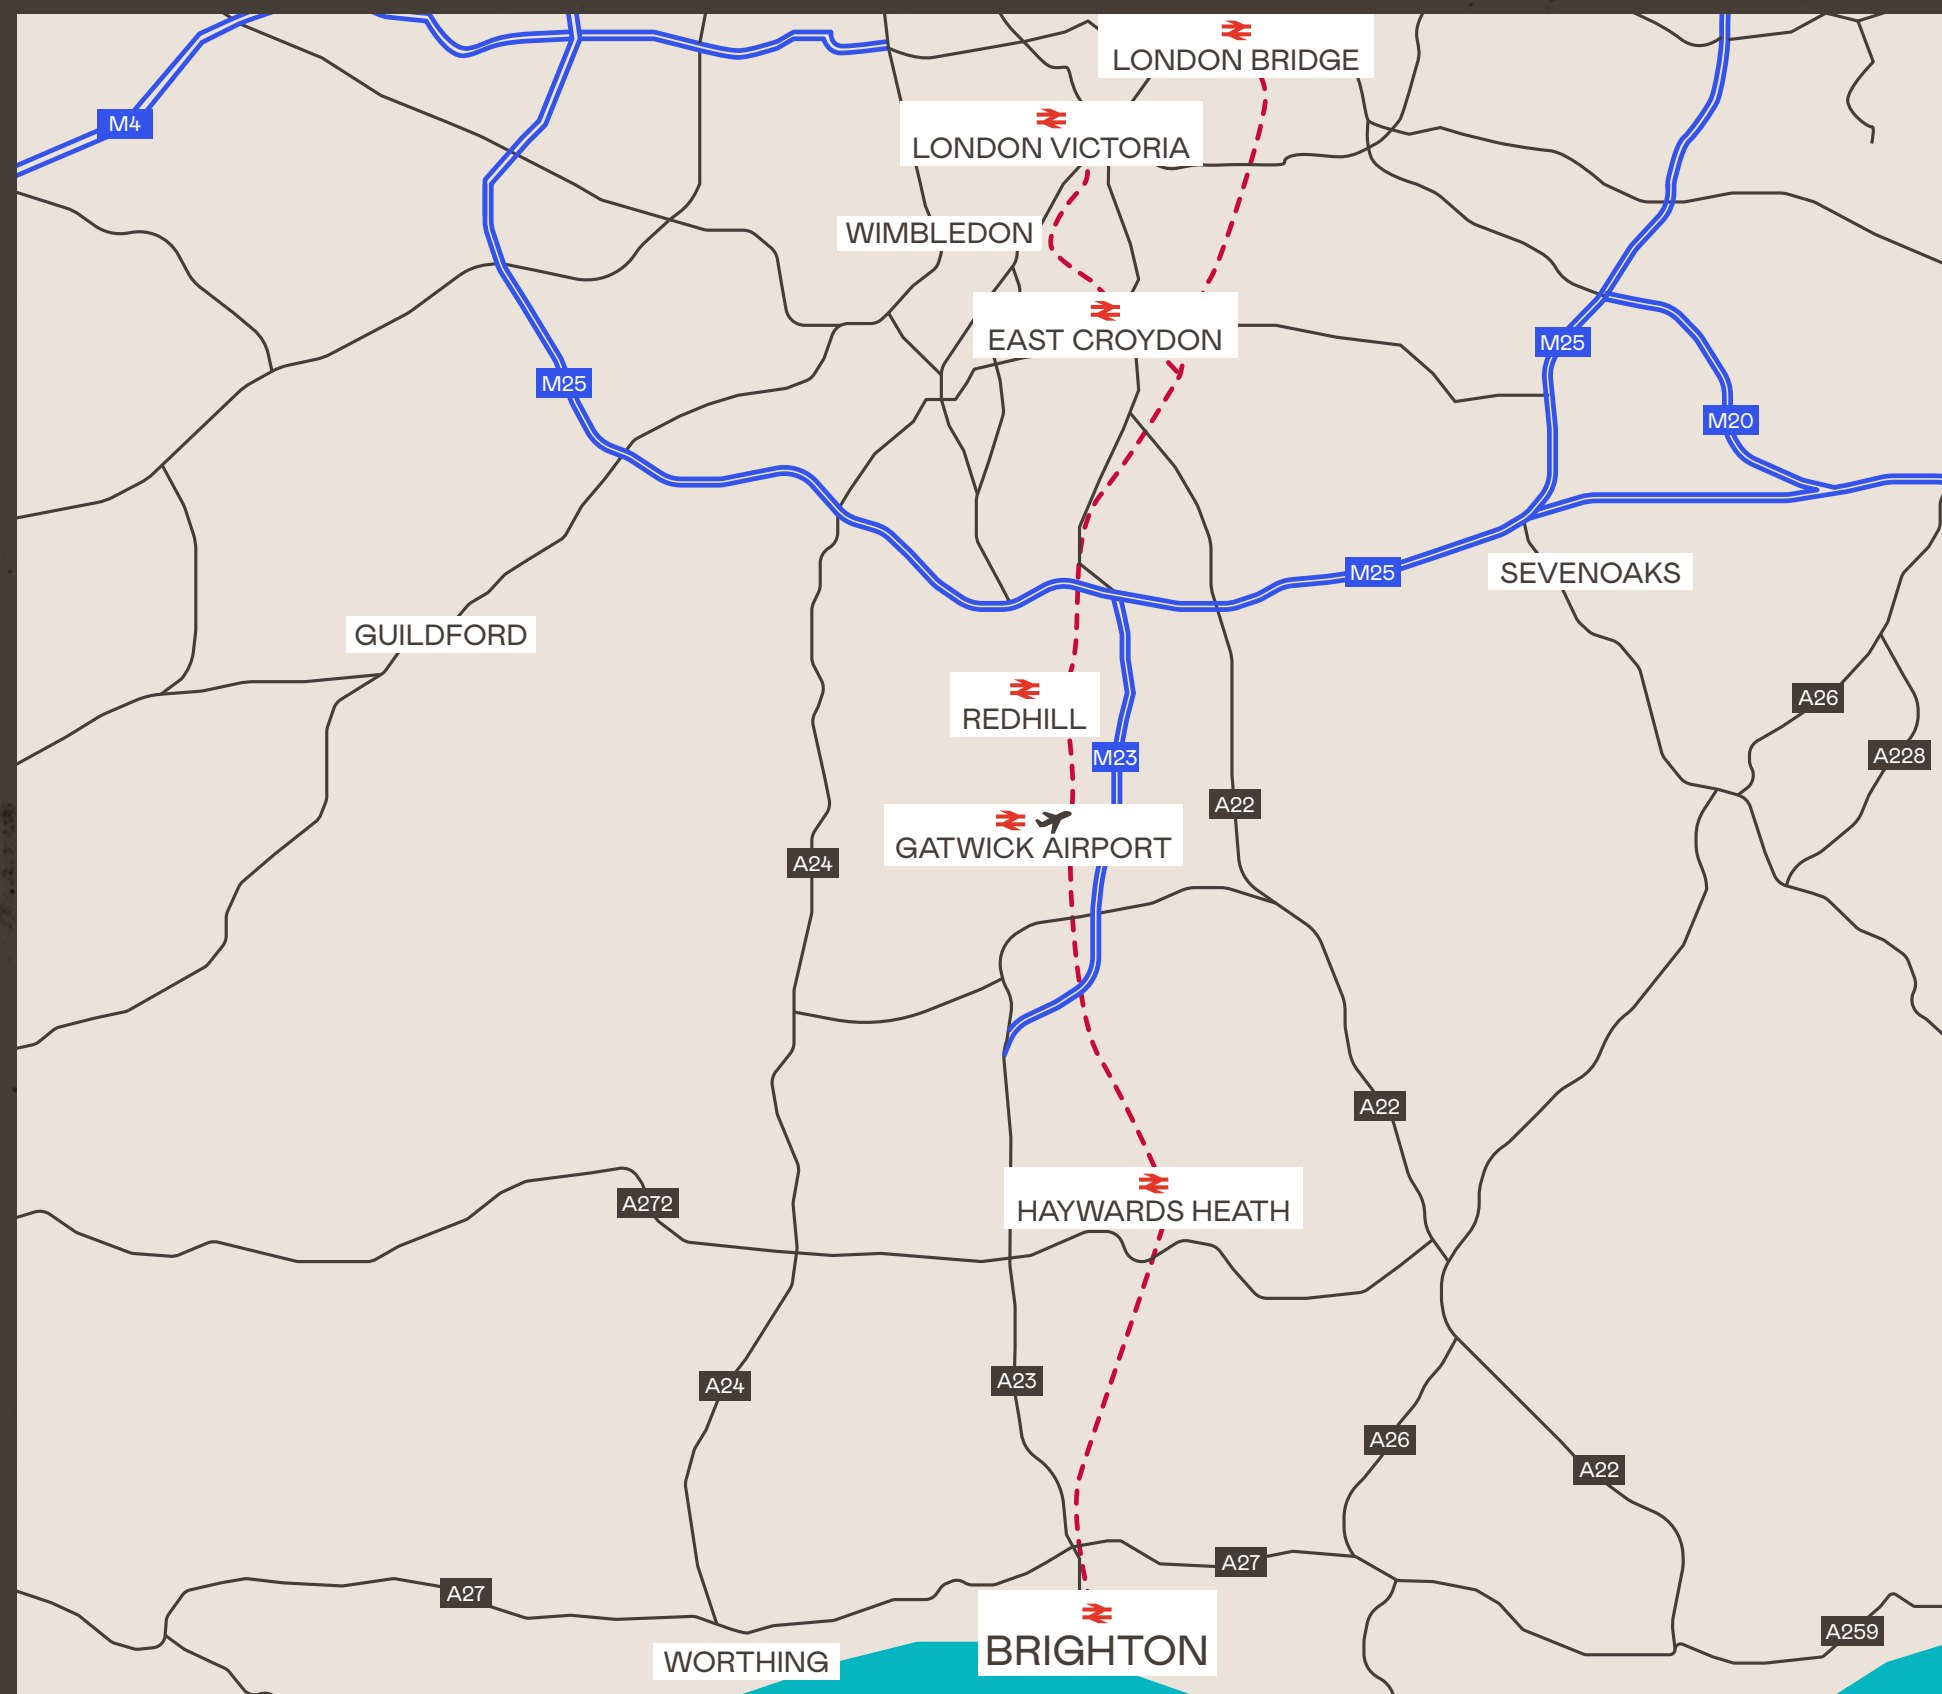 LONDON BRIDGE
M4
LONDON VICTORIA
WIMBLEDON
EAST CROYDON
M25
M25
M20
M25
SEVENOAKS
GUILDFORD
A26
REDHILL
M23
A228
A22
GATWICK AIRPORT
A24
A22
A272
HAYWARDS HEATH
A23
A24
A26
A22
A27
A27
A259
BRIGHTON
WORTHING